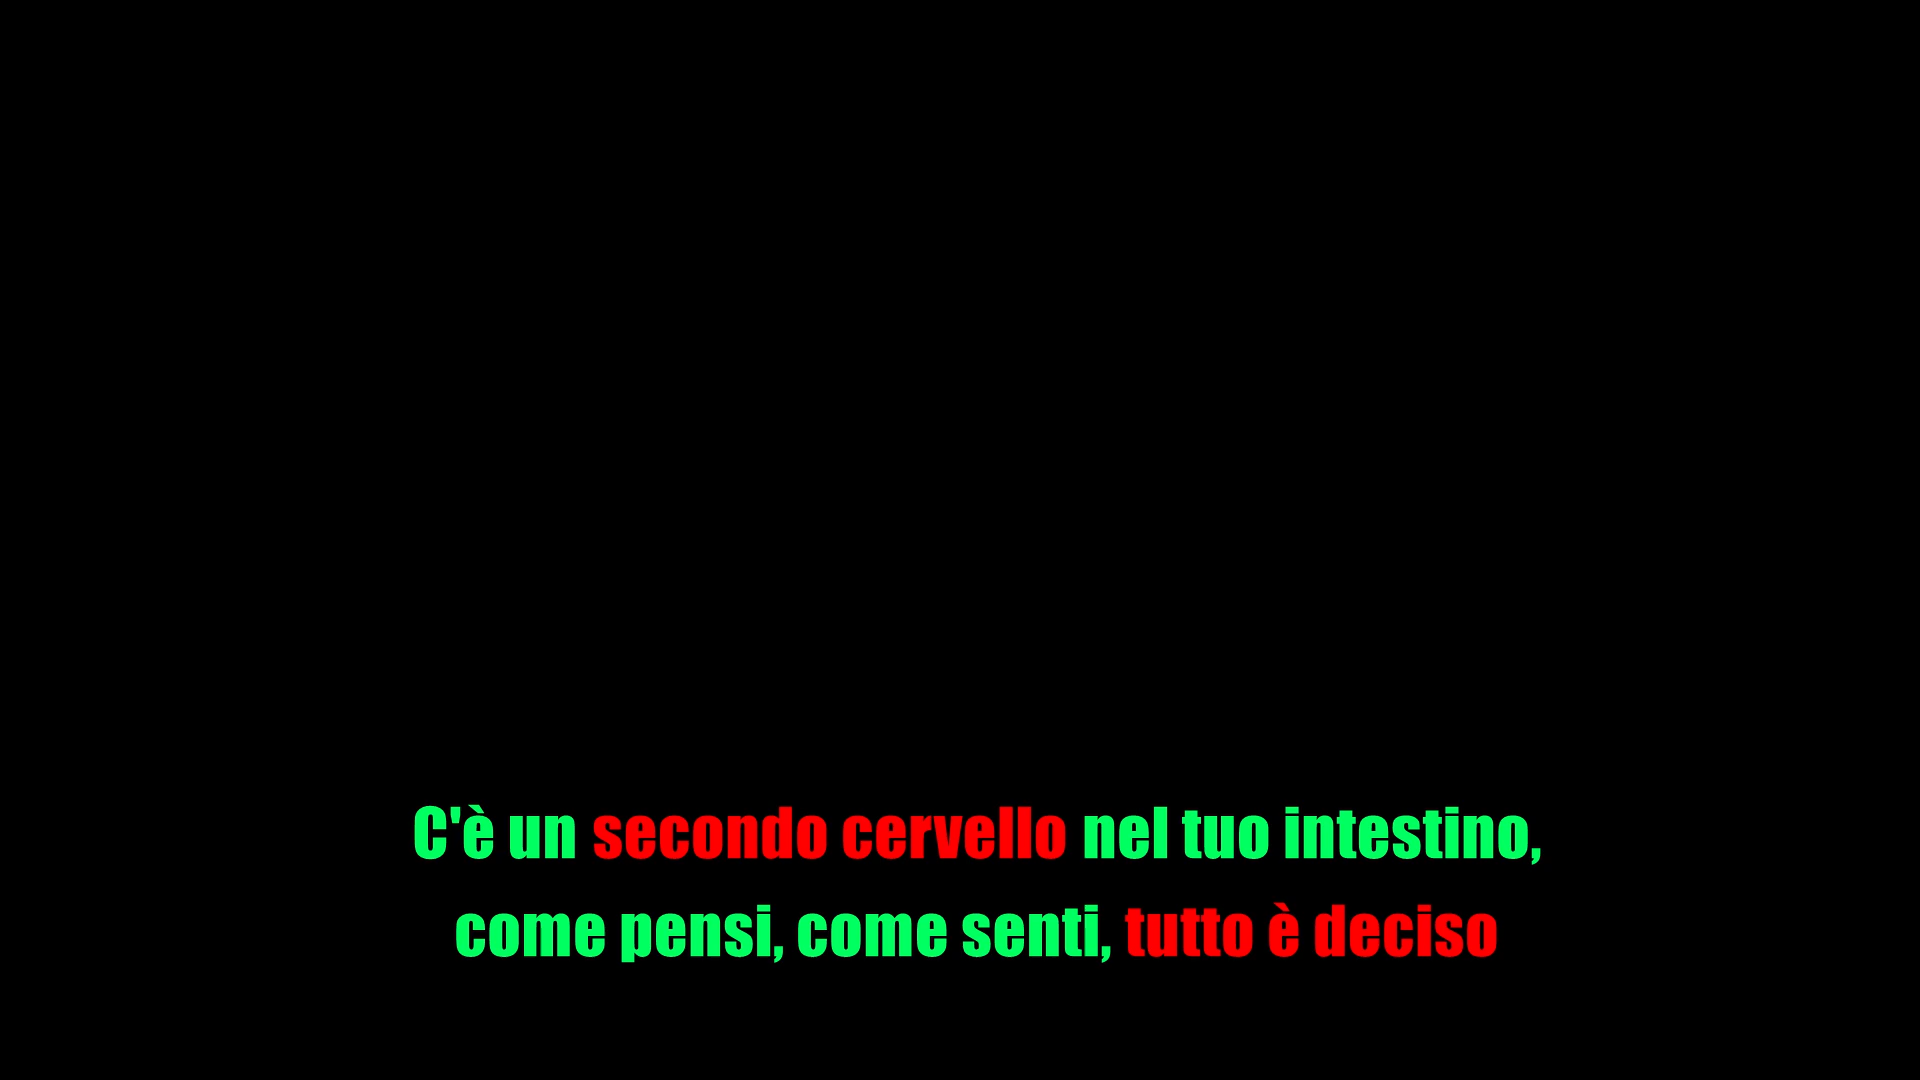 C'è un secondo cervello nel tuo intestino,
come pensi, come senti, tutto è deciso